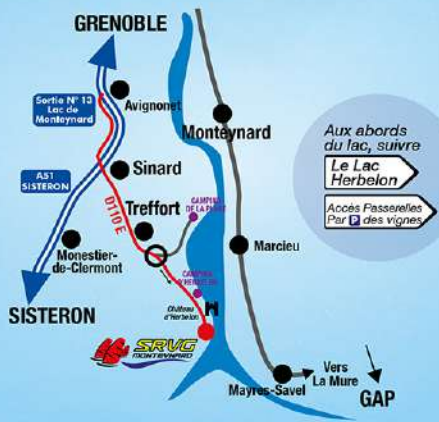 GRENOBLE
Sortie N° 13
Lac de
Monteynard
Avignonet
Monteynard
Aux abords
du lac, suivre
Le Lac
Herbelon
Accès Passerelles
Par P des vignes
A51
SISTERON
Sinard
D110 E
Treffort
CAMPING
DE LA PLAGE
Monestier-
de-Clermont
Marcieu
CAMPING
D'HERBELON
Château
d'Herbelon
SISTERON
SRVG
MONTEYNARD
Mayres-Savel
Vers
La Mure
GAP